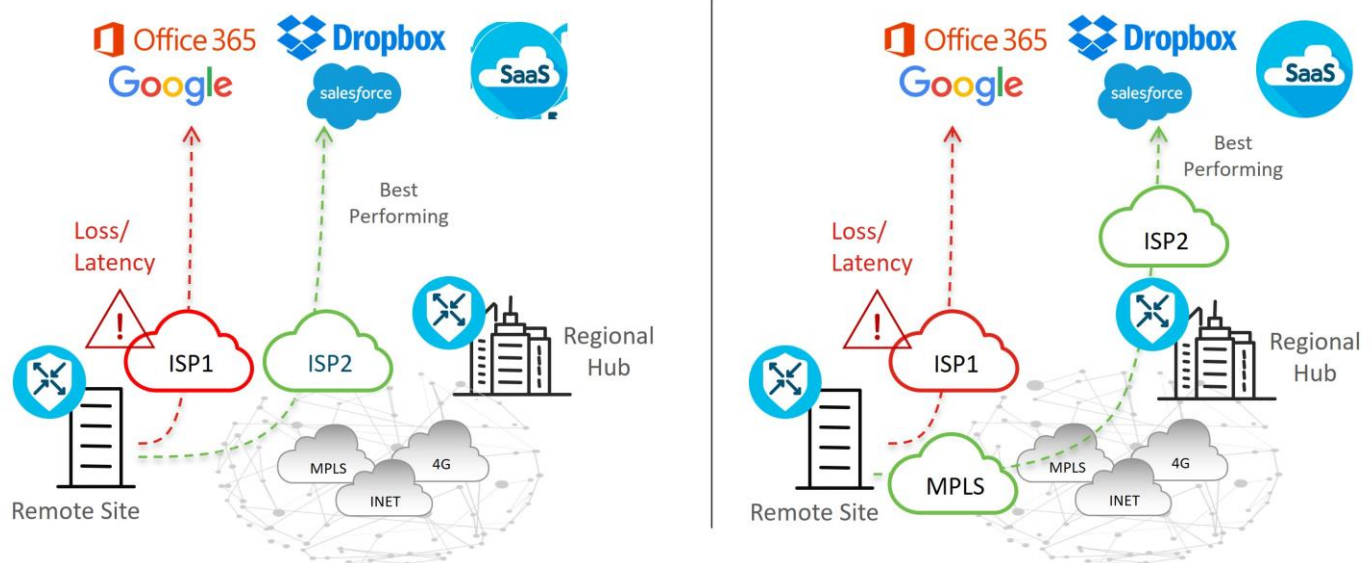 Office 365
Dropbox
Google
salesforce
SaaS
Best
Performing
Loss/
Latency
!
ISP1
ISP2
Regional
Hub
MPLS
4G
INET
Remote Site
Office 365
Dropbox
Google
salesforce
SaaS
Best
Performing
ISP2
Loss/
Latency
!
ISP1
Regional
Hub
MPLS
4G
MPLS
INET
Remote Site